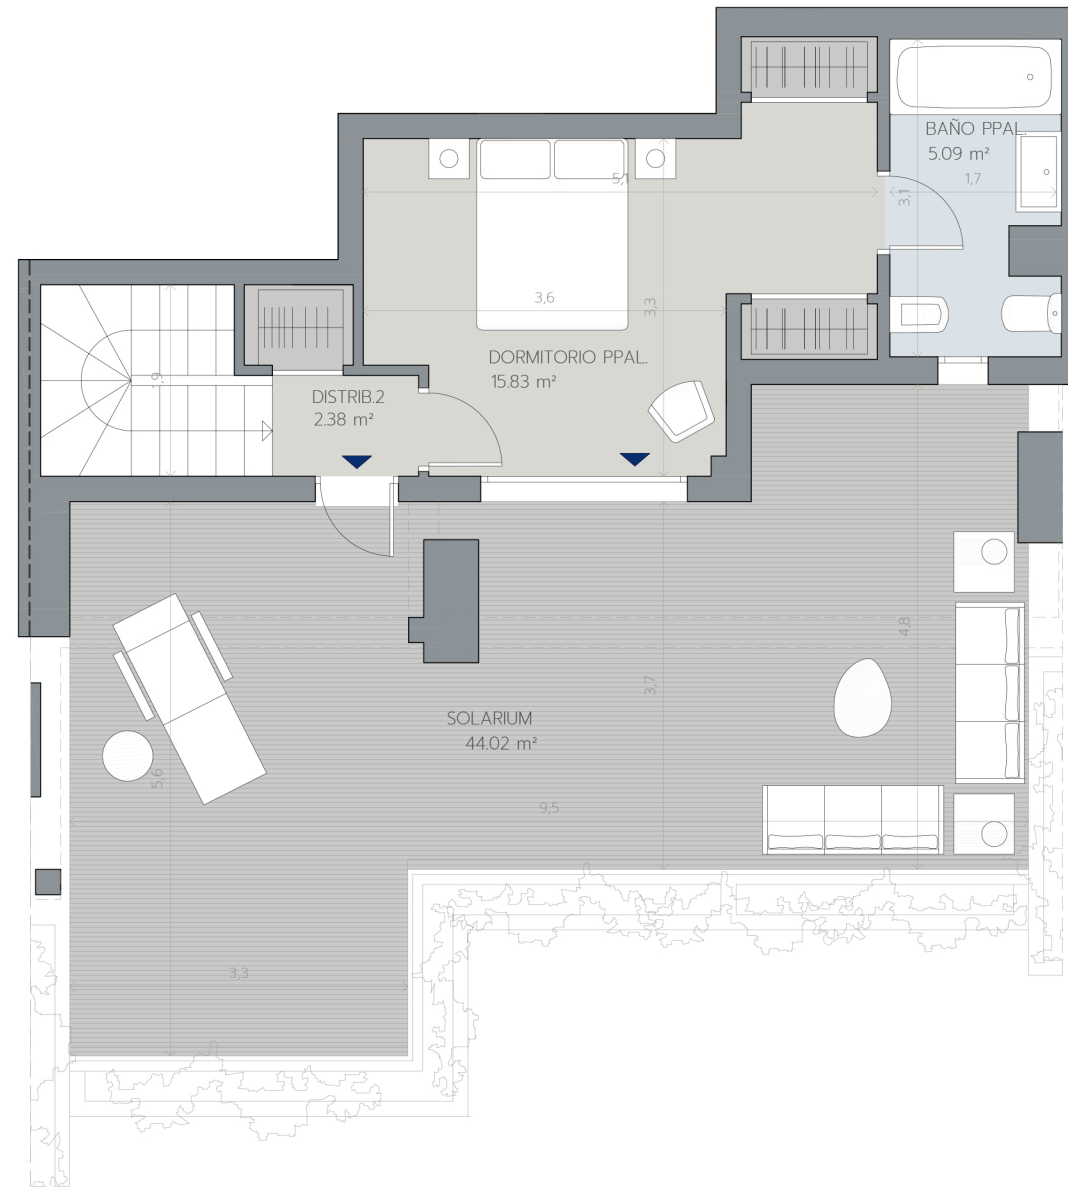 BAÑO PPAL.
5.09 m²
1,7
3,1
5,1
3,6
3,3
DORMITORIO PPAL.
15.83 m²
1,9
DISTRIB.2
2.38 m²
4,8
3,7
SOLARIUM
44.02 m²
5,6
9,5
3,3